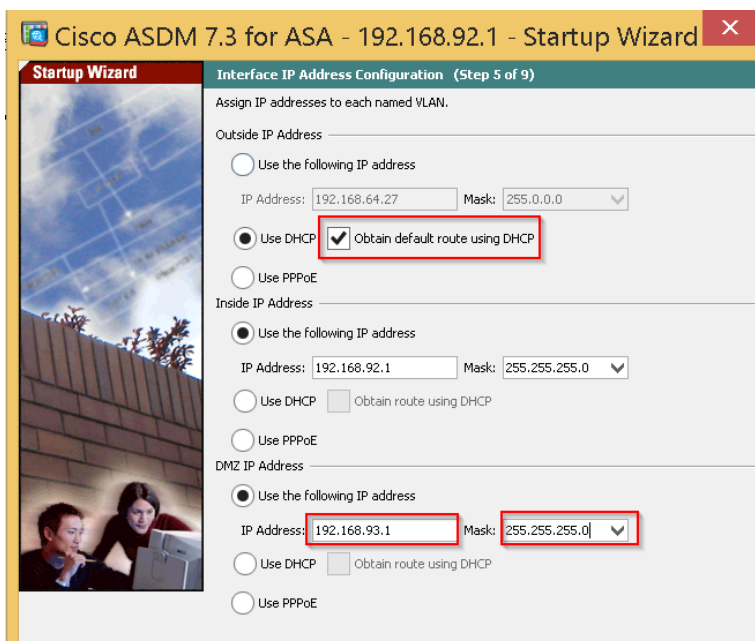 Cisco ASDM 7.3 for ASA - 192.168.92.1 - Startup Wizard
Startup Wizard
Interface IP Address Configuration (Step 5 of 9)
Assign IP addresses to each named VLAN.
Outside IP Address
Use the following IP address
IP Address: 192.168.64.27 Mask: 255.0.0.0
Use DHCP Obtain default route using DHCP
Use PPPoE
Inside IP Address
Use the following IP address
IP Address: 192.168.92.1 Mask: 255.255.255.0
Use DHCP Obtain route using DHCP
Use PPPoE
DMZ IP Address
Use the following IP address
IP Address: 192.168.93.1 Mask: 255.255.255.0
Use DHCP Obtain route using DHCP
Use PPPoE